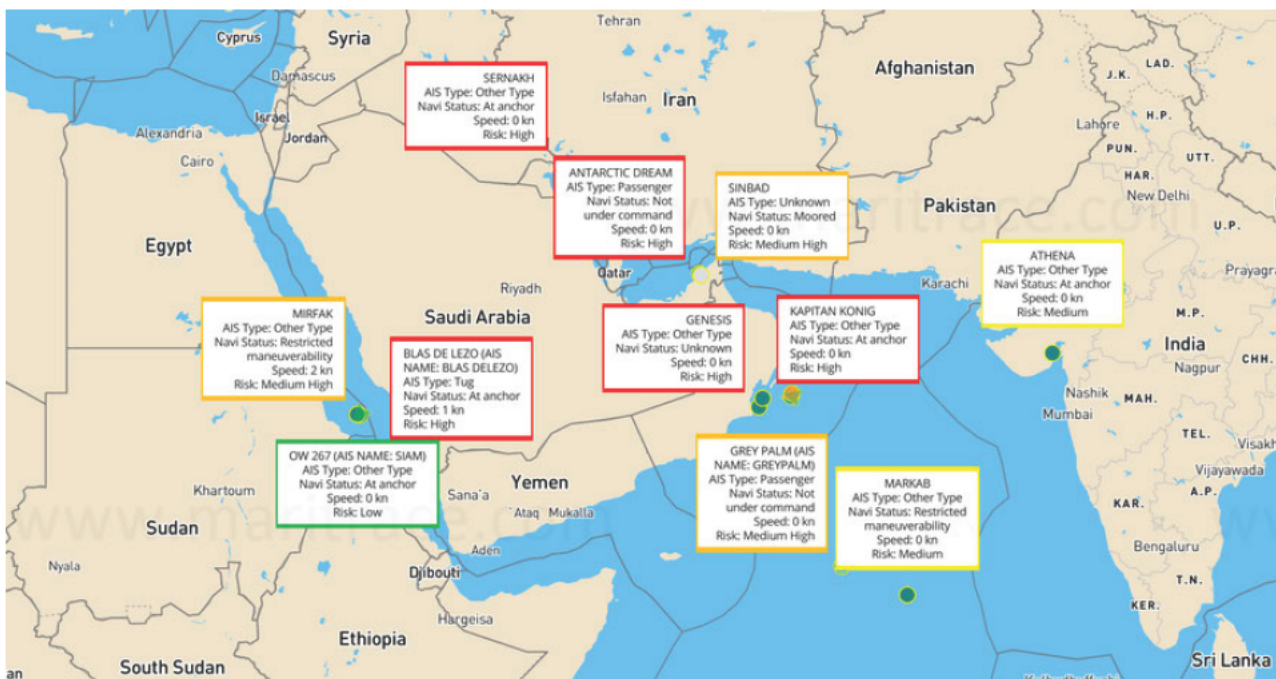 Tehran
Cyprus
Syria
Afghanistan
J.K.
LAD.
Damascus
SERNAKH
AIS Type: Other Type
Navi Status: At anchor
Speed: 0 kn
Risk: High
Isfahan
Iran
Israel
Jordan
Alexandria
Cairo
Lahore
H.P.
PUN.
UTT.
HAR.
New Delhi
ANTARCTIC DREAM
AIS Type: Passenger
Navi Status: Not
under command
Speed: 0 kn
Risk: High
SINBAD
AIS Type: Unknown
Navi Status: Moored
Speed: 0 kn
Risk: Medium High
Pakistan
U.P.
Egypt
Qatar
Riyadh
Karachi
ATHENA
AIS Type: Other Type
Navi Status: At anchor
Speed: 0 kn
Risk: Medium
Prayagra
M.P.
MIRFAK
AIS Type: Other Type
Navi Status: Restricted
maneuverability
Speed: 2 kn
Risk: Medium High
Saudi Arabia
BLAS DE LEZO (AIS
NAME: BLAS DELEZO)
AIS Type: Tug
Navi Status: At anchor
Speed: 1 kn
Risk: High
GENESIS
AIS Type: Other Type
Navi Status: Unknown
Speed: 0 kn
Risk: High
KAPITAN KONIG
AIS Type: Other Type
Navi Status: At anchor
Speed: 0 kn
Risk: High
India
CHH.
Nagpur
Nashik
Mumbai
MAH.
TEL.
Visakh
OW 267 (AIS NAME: SIAM)
AIS Type: Other Type
Navi Status: At anchor
Speed: 0 kn
Risk: Low
GREY PALM (AIS
NAME: GREYPALM)
AIS Type: Passenger
Navi Status: Not
under command
Speed: 0 kn
Risk: Medium High
MARKAB
AIS Type: Other Type
Navi Status: Restricted
maneuverability
Speed: 0 kn
Risk: Medium
Vijayawada
A.P.
KAR.
Khartoum
Sana'a
Yemen
Ataq
Mukalla
www.maritrace.com
Sudan
Aden
Bengaluru
Nyala
Djibouti
T.N.
KER.
Hargeisa
Ethiopia
South Sudan
Sri Lanka
an